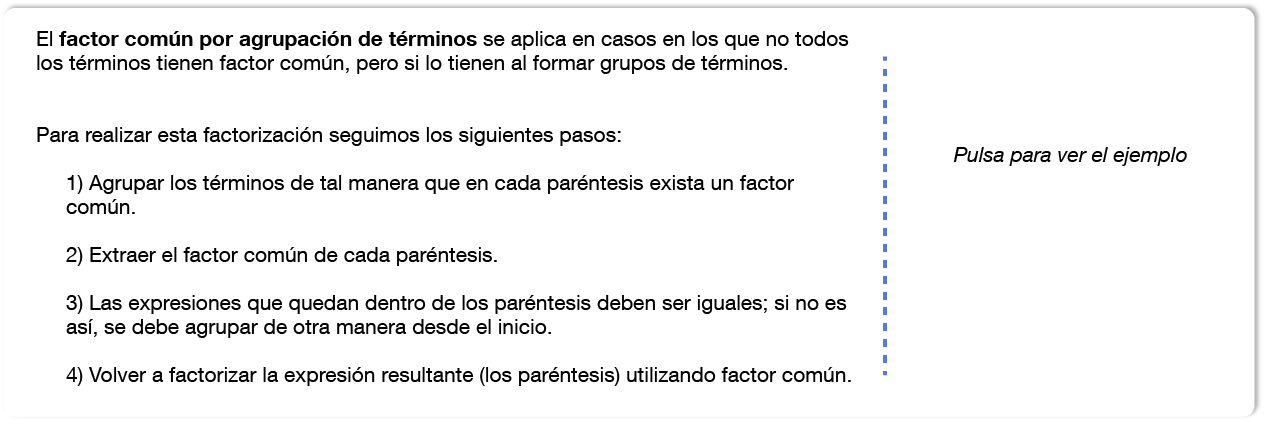 El factor común por agrupación de términos se aplica en casos en los que no todos
los términos tienen factor común, pero si lo tienen al formar grupos de términos.
Para realizar esta factorización seguimos los siguientes pasos:
1) Agrupar los términos de tal manera que en cada paréntesis exista un factor
común.
2) Extraer el factor común de cada paréntesis.
3) Las expresiones que quedan dentro de los paréntesis deben ser iguales; si no es
así, se debe agrupar de otra manera desde el inicio.
4) Volver a factorizar la expresión resultante (los paréntesis) utilizando factor común.
Pulsa para ver el ejemplo